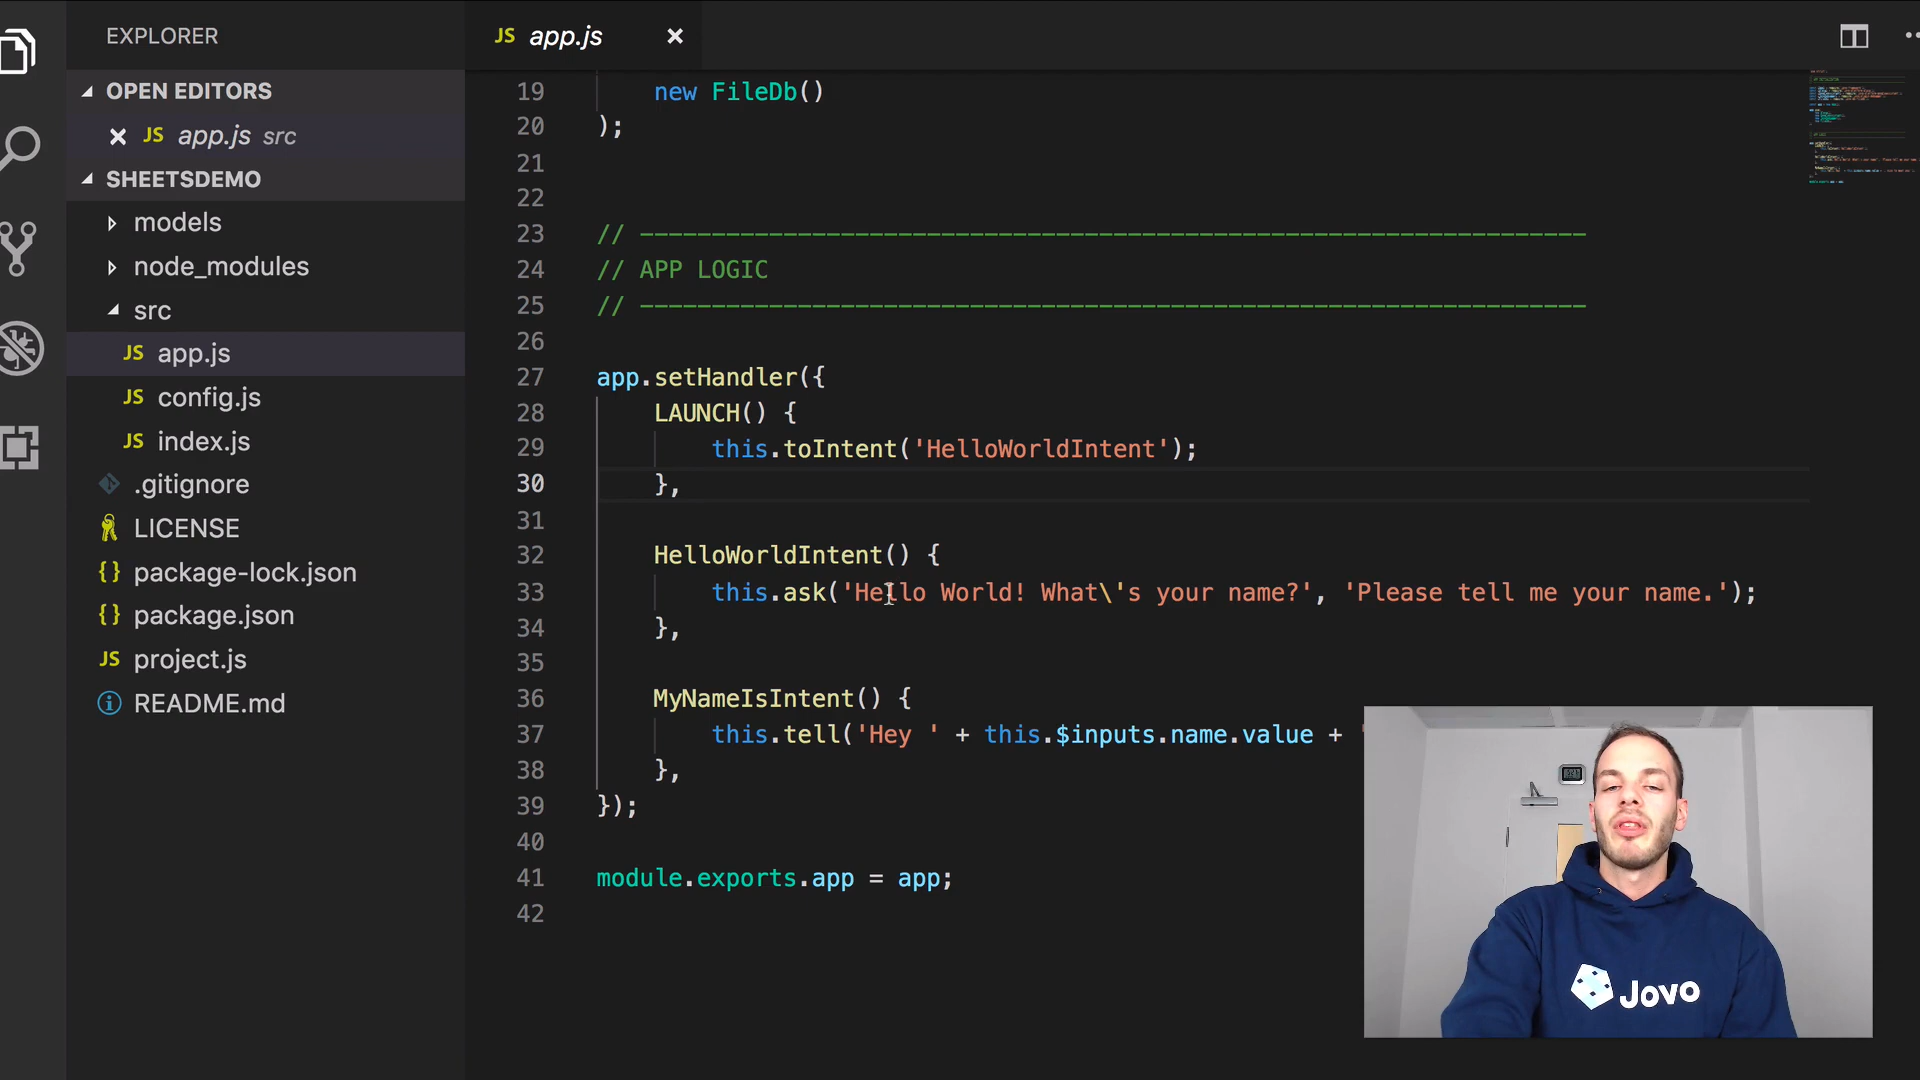 EXPLORER
OPEN EDITORS
JS app.js src
SHEETSDEMO
models
node_modules
src
JS app.js
JS config.js
JS index.js
.gitignore
LICENSE
{} package-lock.json
{} package.json
JS project.js
README.md
JS app.js
19 new FileDb()
20 );
21
22
23 // ------------------------------------------------------------------
24 // APP LOGIC
25 // ------------------------------------------------------------------
26
27 app.setHandler({
28 LAUNCH() {
29 this.toIntent('HelloWorldIntent');
30 },
31
32 HelloWorldIntent() {
33 this.ask('Hello World! What\'s your name?', 'Please tell me your name.');
34 },
35
36 MyNameIsIntent() {
37 this.tell('Hey ' + this.$inputs.name.value + '
38 },
39 });
40
41 module.exports.app = app;
42
Jovo